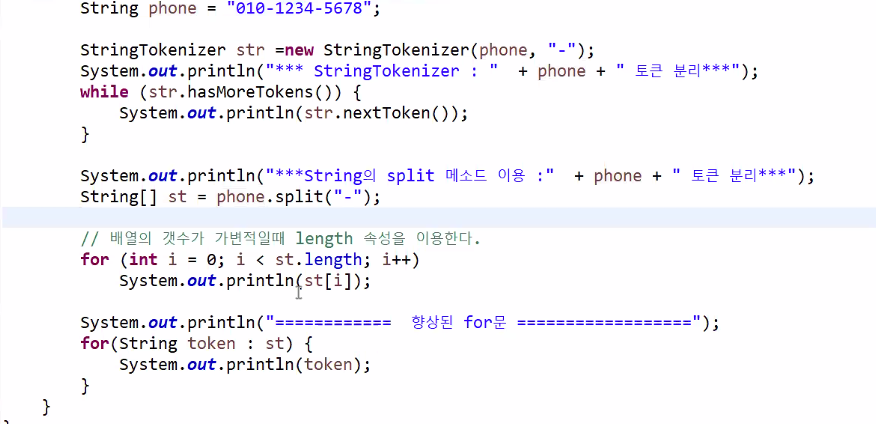 String phone = "010-1234-5678";
StringTokenizer str =new StringTokenizer(phone, "-");
System.out.println("*** StringTokenizer : "  + phone + " 토큰 분리***");
while (str.hasMoreTokens()) {
System.out.println(str.nextToken());
}
System.out.println("***String의 split 메소드 이용 :"  + phone + " 토큰 분리***");
String[] st = phone.split("-");
// 배열의 갯수가 가변적일때 length 속성을 이용한다.
for (int i = 0; i < st.length; i++)
System.out.println(st[i]);
System.out.println("============  향상된 for문 ==================");
for(String token : st) {
System.out.println(token);
}
}